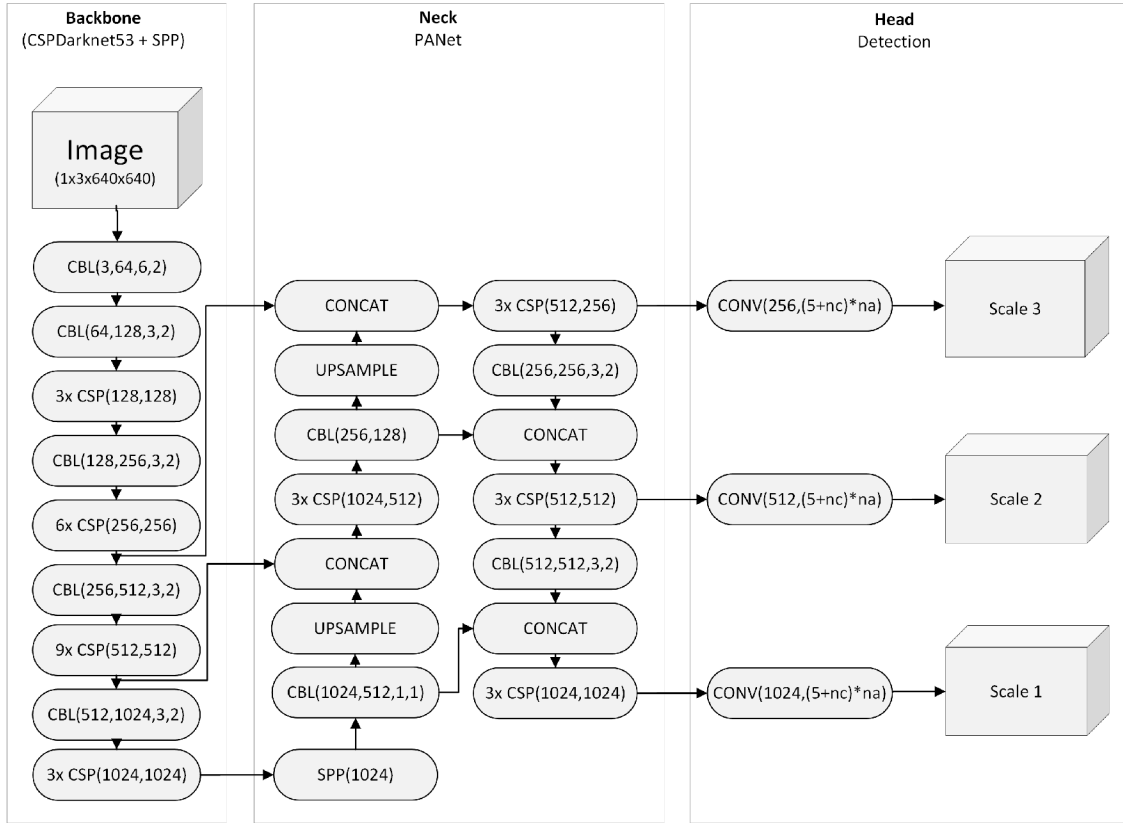 Backbone
(CSPDarknet53 + SPP)
Image
(1x3x640x640)
CBL(3,64,6,2)
CBL(64,128,3,2)
3x CSP(128,128)
CBL(128,256,3,2)
6x CSP(256,256)
CBL(256,512,3,2)
9x CSP(512,512)
CBL(512,1024,3,2)
3x CSP(1024,1024)
Neck
PANet
CONCAT
UPSAMPLE
CBL(256,128)
3x CSP(1024,512)
CONCAT
UPSAMPLE
CBL(1024,512,1,1)
SPP(1024)
3x CSP(512,256)
CBL(256,256,3,2)
CONCAT
3x CSP(512,512)
CBL(512,512,3,2)
CONCAT
3x CSP(1024,1024)
Head
Detection
CONV(256,(5+nc)*na)
Scale 3
CONV(512,(5+nc)*na)
Scale 2
CONV(1024,(5+nc)*na)
Scale 1